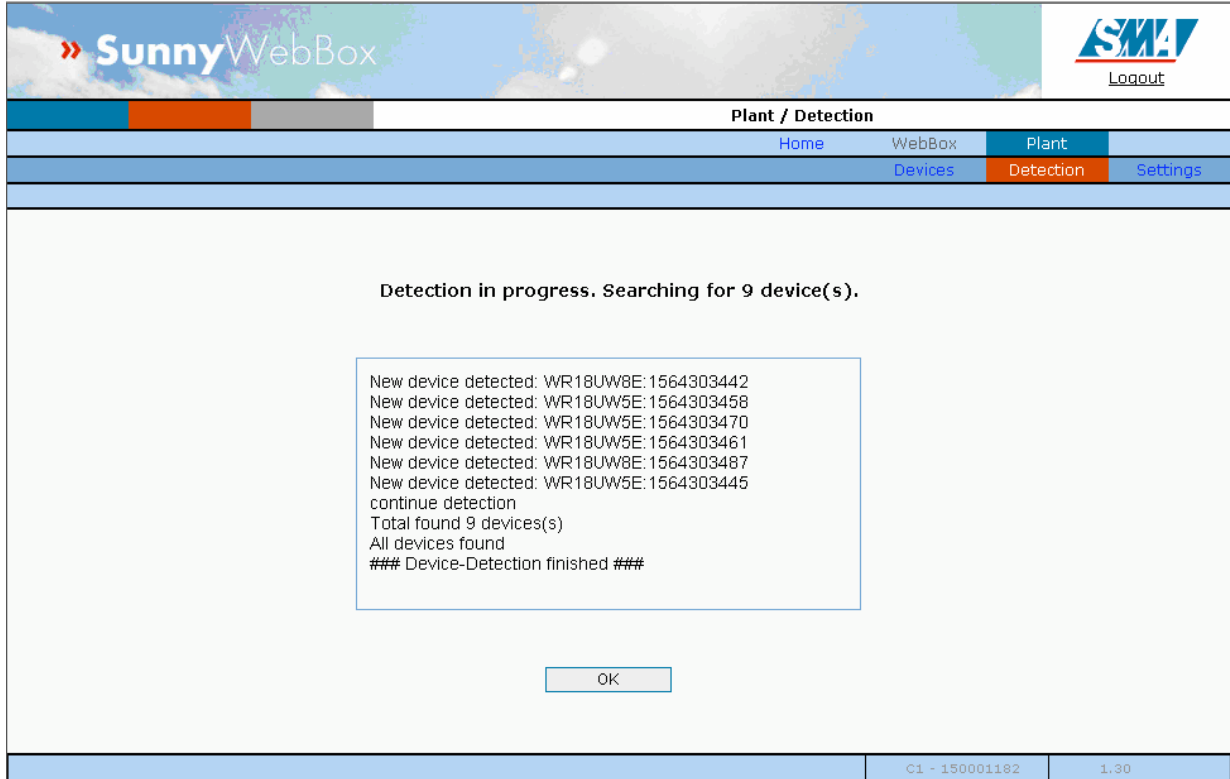 » SunnyWebBox
SMA
Logout
Plant / Detection
Home WebBox Plant
Devices Detection Settings
Detection in progress. Searching for 9 device(s).
New device detected: WR18UW8E:1564303442
New device detected: WR18UW5E:1564303458
New device detected: WR18UW5E:1564303470
New device detected: WR18UW5E:1564303461
New device detected: WR18UW8E:1564303487
New device detected: WR18UW5E:1564303445
continue detection
Total found 9 devices(s)
All devices found
### Device-Detection finished ###
OK
C1 - 150001182 1.30